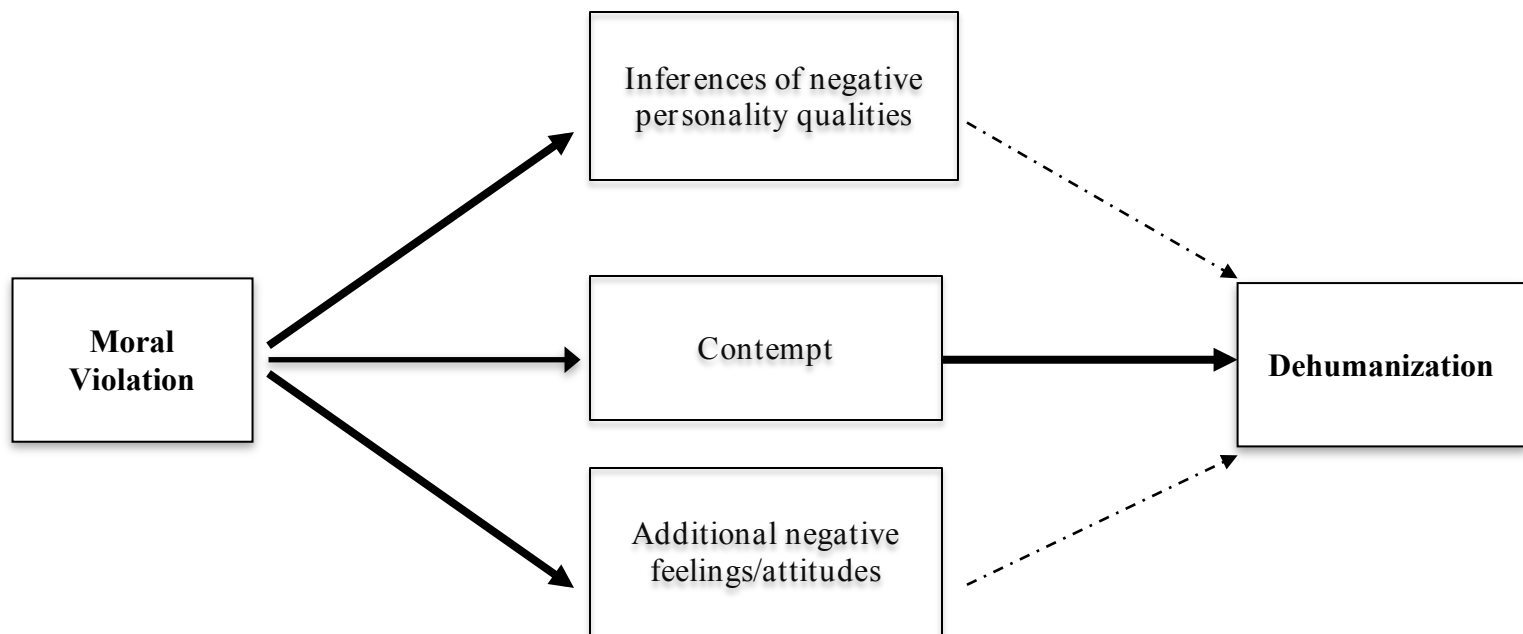 Inferences of negative
personality qualities
Moral
Violation
Contempt
Dehumanization
Additional negative
feelings/attitudes